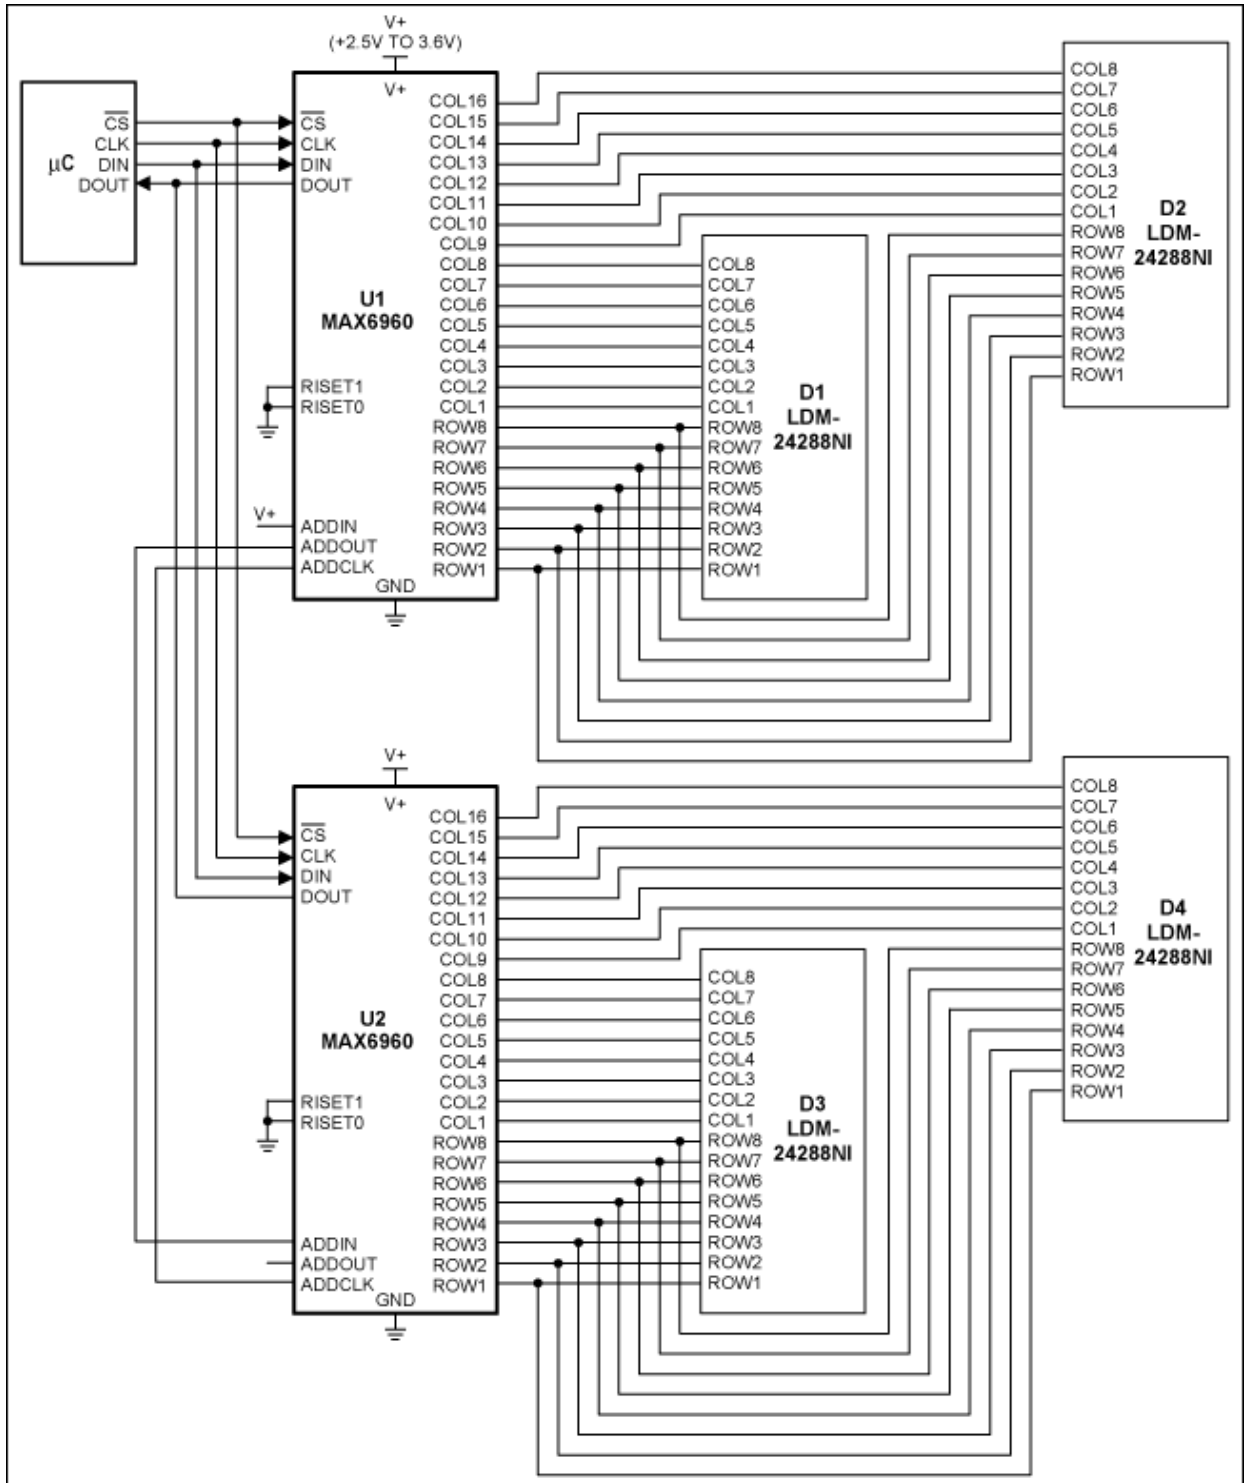 V+
(+2.5V TO 3.6V)
µC
CS
CLK
DIN
DOUT
V+
CS
CLK
DIN
DOUT
U1
MAX6960
RISET1
RISET0
V+
ADDIN
ADDOUT
ADDCLK
GND
COL16
COL15
COL14
COL13
COL12
COL11
COL10
COL9
COL8
COL7
COL6
COL5
COL4
COL3
COL2
COL1
ROW8
ROW7
ROW6
ROW5
ROW4
ROW3
ROW2
ROW1
COL8
COL7
COL6
COL5
COL4
COL3
COL2
COL1
ROW8
ROW7
ROW6
ROW5
ROW4
ROW3
ROW2
ROW1
D1
LDM-
24288NI
COL8
COL7
COL6
COL5
COL4
COL3
COL2
COL1
ROW8
ROW7
ROW6
ROW5
ROW4
ROW3
ROW2
ROW1
D2
LDM-
24288NI
V+
V+
CS
CLK
DIN
DOUT
U2
MAX6960
RISET1
RISET0
ADDIN
ADDOUT
ADDCLK
GND
COL16
COL15
COL14
COL13
COL12
COL11
COL10
COL9
COL8
COL7
COL6
COL5
COL4
COL3
COL2
COL1
ROW8
ROW7
ROW6
ROW5
ROW4
ROW3
ROW2
ROW1
COL8
COL7
COL6
COL5
COL4
COL3
COL2
COL1
ROW8
ROW7
ROW6
ROW5
ROW4
ROW3
ROW2
ROW1
D3
LDM-
24288NI
COL8
COL7
COL6
COL5
COL4
COL3
COL2
COL1
ROW8
ROW7
ROW6
ROW5
ROW4
ROW3
ROW2
ROW1
D4
LDM-
24288NI